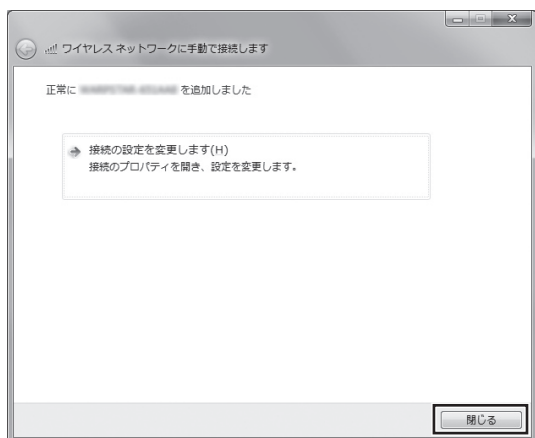 ワイヤレス ネットワークに手動で接続します
正常に を追加しました
接続の設定を変更します(H)
接続のプロパティを開き、設定を変更します。
閉じる